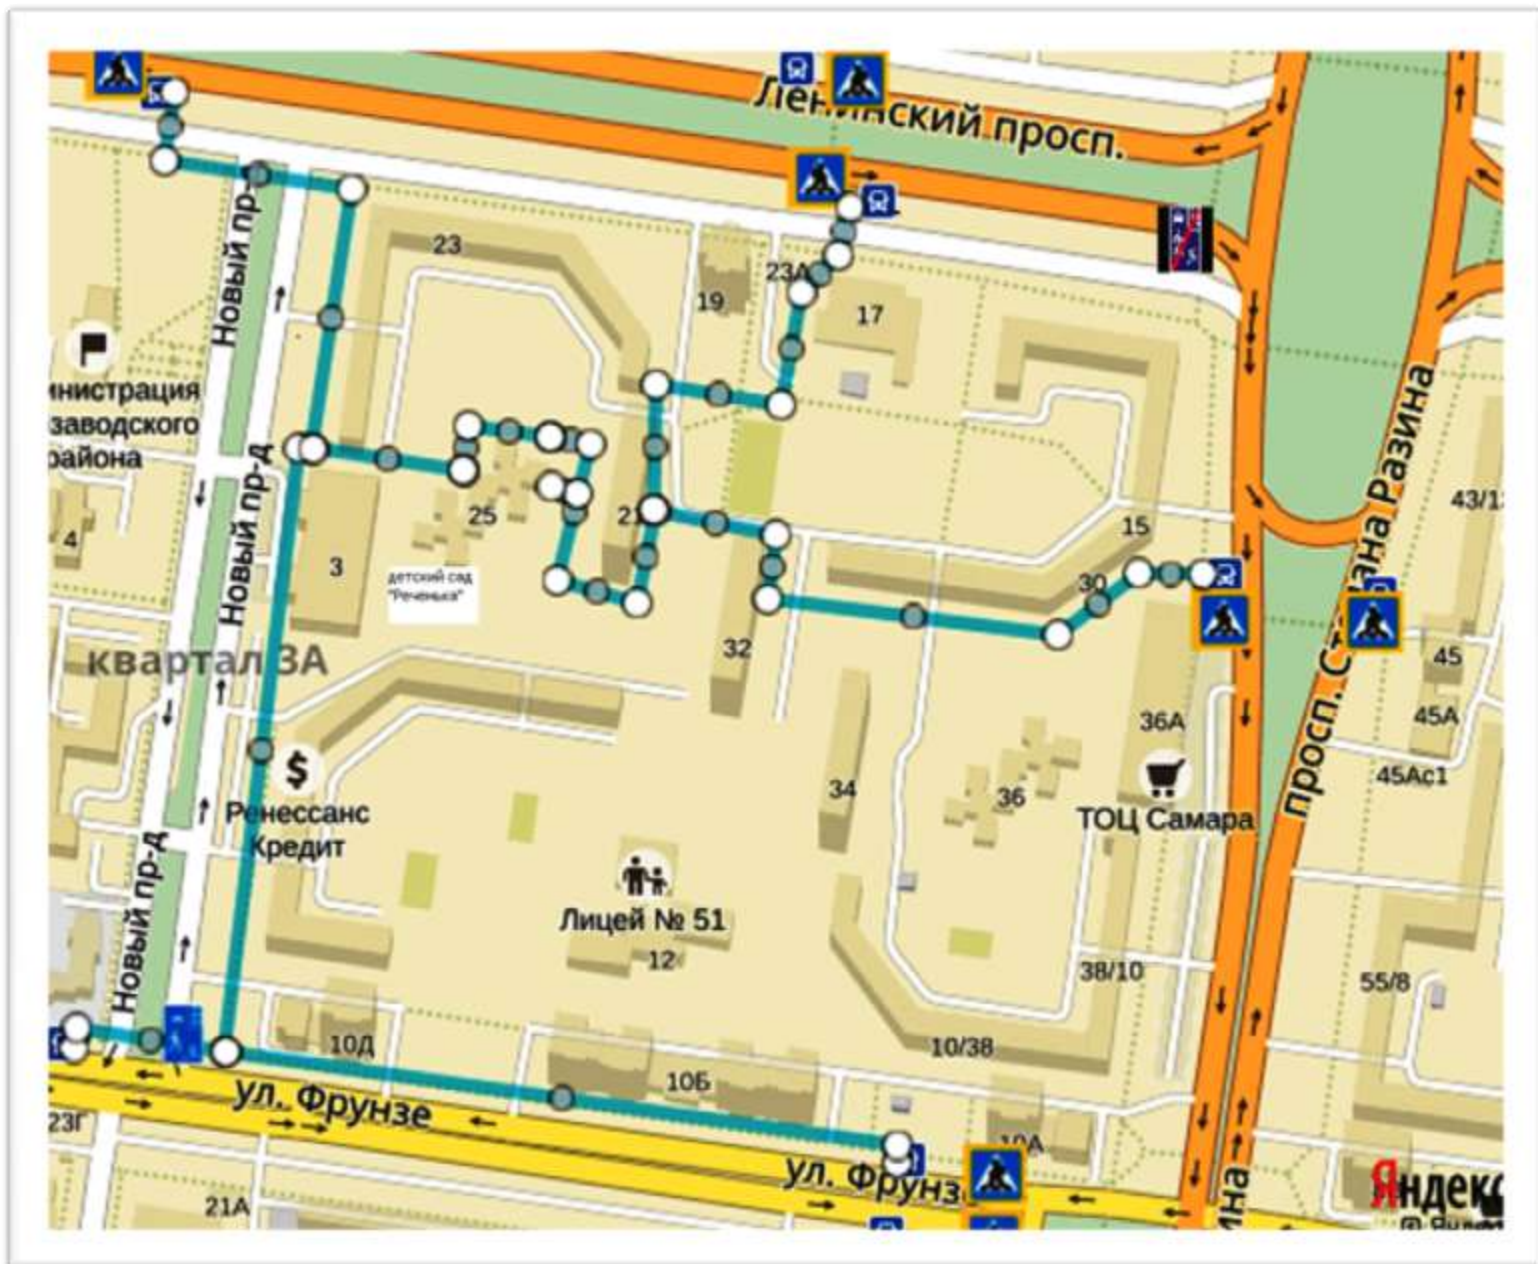 Ленинский просп.
Новый пр-
23
23А
19
17
инистрация
заводского
района
Новый пр-д
просп. С
ана Разина
43/1
4
25
21
15
3
детский сад
"Реченька"
30
квартал 3А
32
45
36А
45А
34
36
45Ас1
Ренессанс
Кредит
ТОЦ Самара
Новый пр-д
Лицей № 51
12
38/10
55/8
10Д
10/38
10Б
ул. Фрунзе
23Г
10А
ул. Фрунз
ина
Яндекс
21А